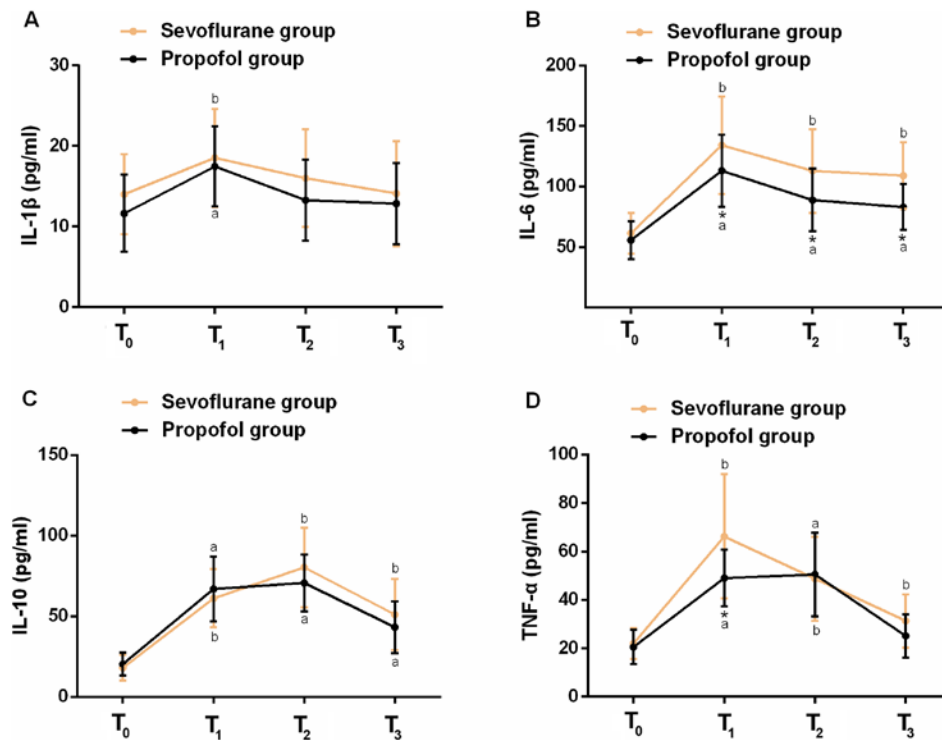 A
Sevoflurane group
Propofol group
IL-1β (pg/ml)
30
20
10
0
b
a
T0 T1 T2 T3
B
Sevoflurane group
Propofol group
IL-6 (pg/ml)
200
150
100
50
b b b
* * *
a a a
T0 T1 T2 T3
C
Sevoflurane group
Propofol group
IL-10 (pg/ml)
150
100
50
0
a b b
b a a
T0 T1 T2 T3
D
Sevoflurane group
Propofol group
TNF-α (pg/ml)
100
80
60
40
20
0
b a b
*
a b
T0 T1 T2 T3